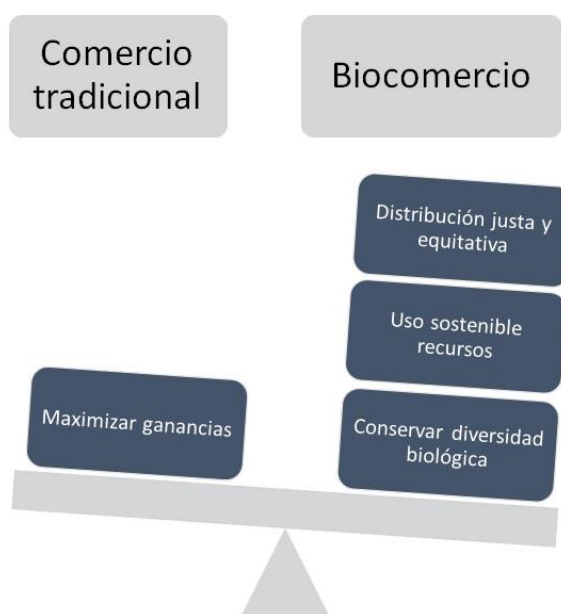 Comercio
tradicional
Biocomercio
Distribución justa y
equitativa
Uso sostenible
recursos
Maximizar ganancias
Conservar diversidad
biológica